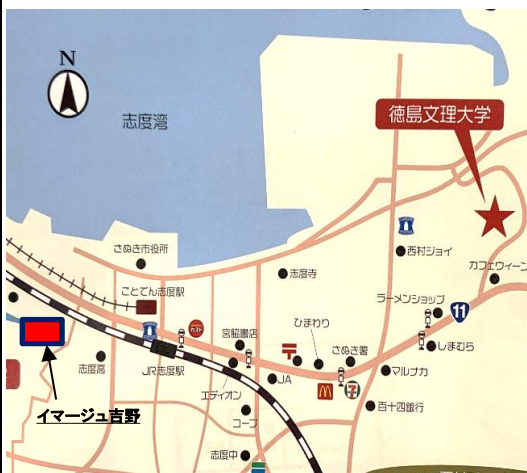 N
志度湾
徳島文理大学
西村ジョイ
カフェウィーン
さぬき市役所
志度寺
ことでん志度駅
ラーメンショップ
11
ひまわり
宮脇書店
さぬき署
しまむら
志度高
JR志度駅
エディオン
JA
マルナカ
イマージュ吉野
コープ
百十四銀行
志度中